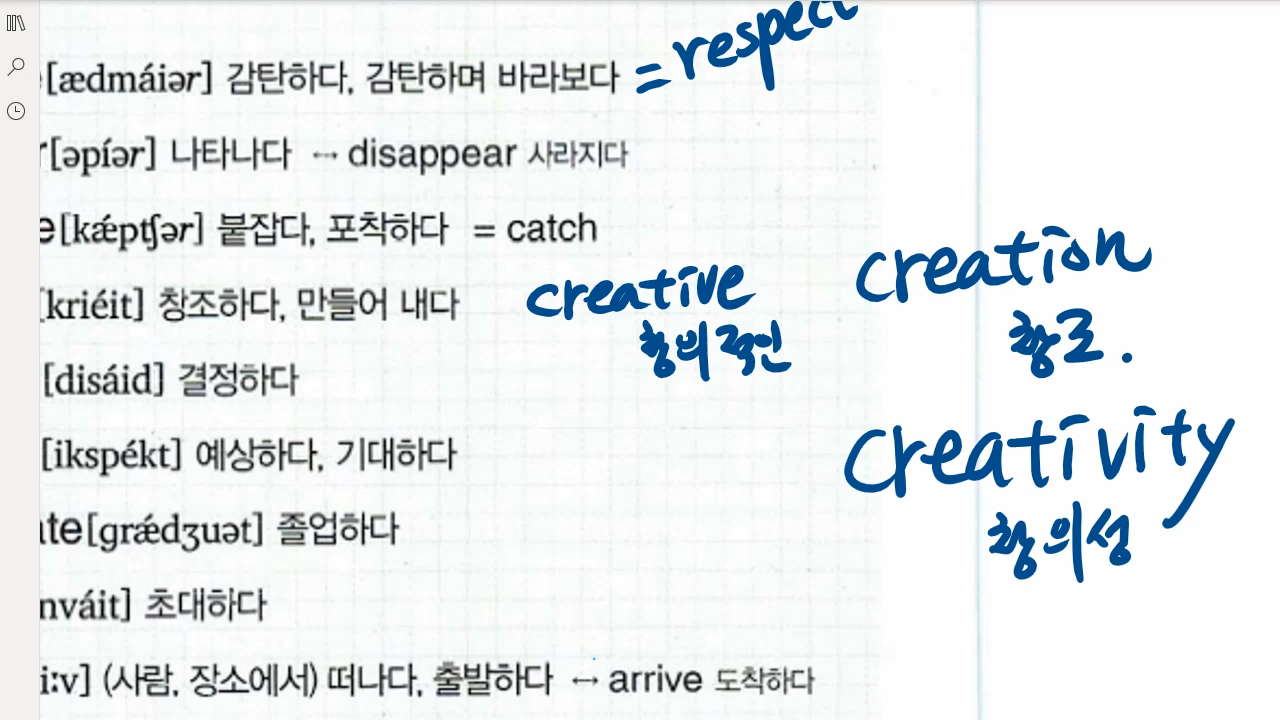 = respect
[ædmáiər] 감탄하다, 감탄하며 바라보다
r[əpíər] 나타나다 ↔ disappear 사라지다
e[kǽptʃər] 붙잡다, 포착하다 = catch
[kriéit] 창조하다, 만들어 내다 creative creation
창의적인 창조.
[disáid] 결정하다
[ikspékt] 예상하다, 기대하다 creativity
ate[grǽdʒuət] 졸업하다 창의성
nváit] 초대하다
i:v] (사람, 장소에서) 떠나다, 출발하다 ↔ arrive 도착하다